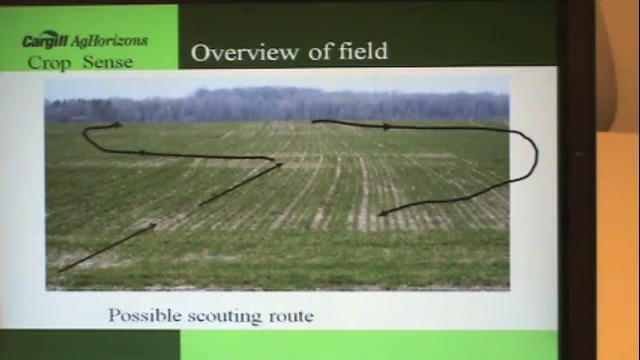 Cargill AgHorizons
Crop Sense
Overview of field
Possible scouting route